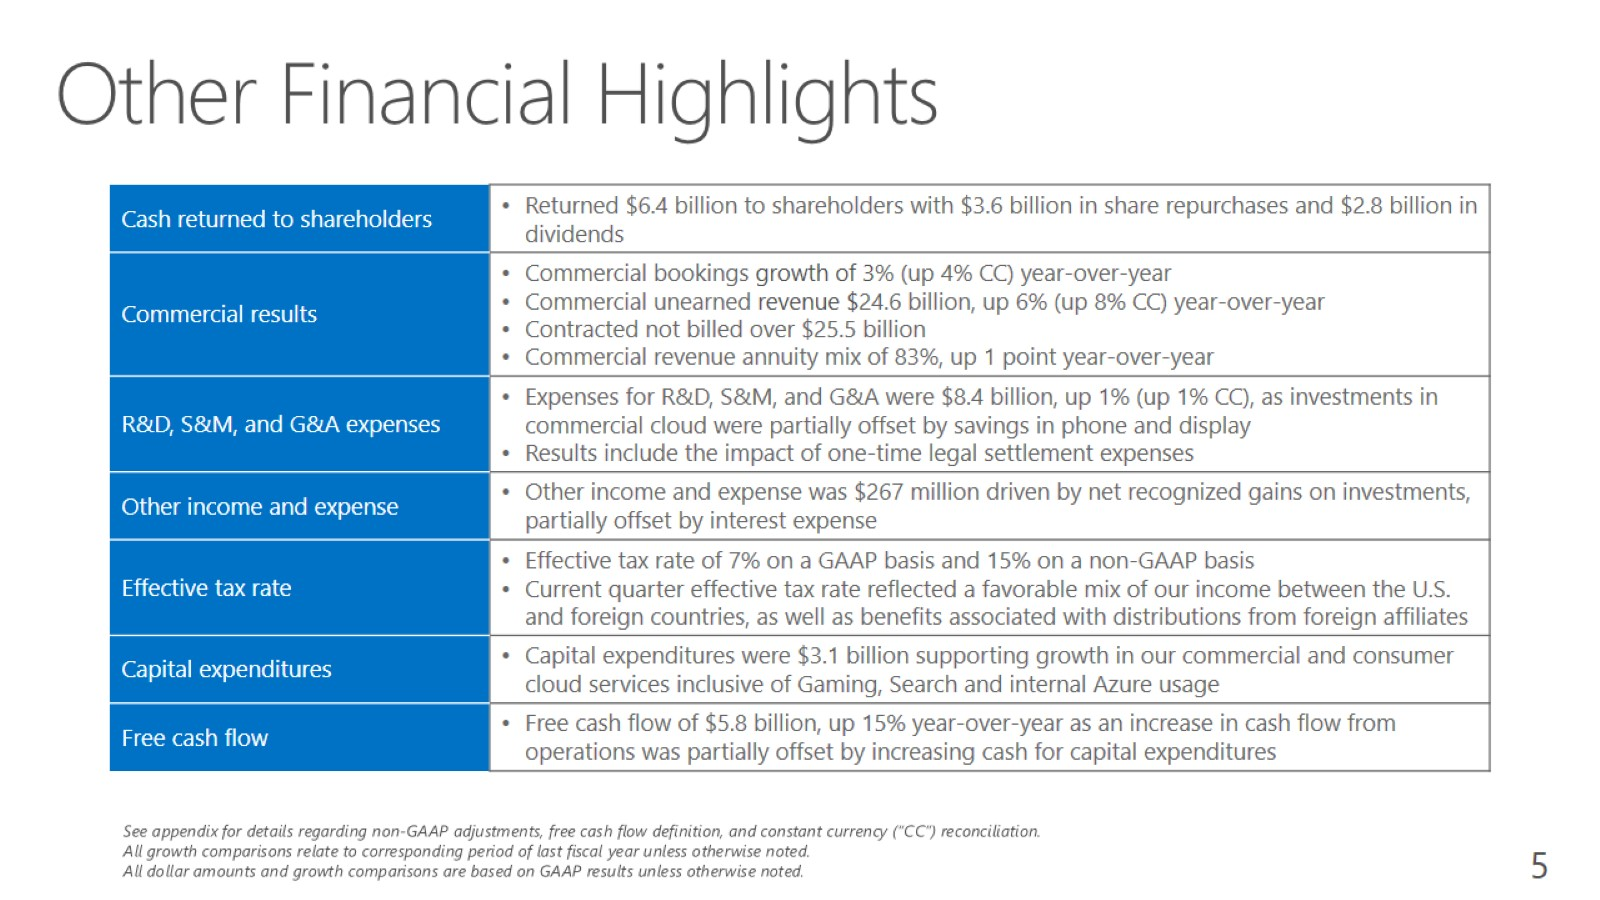 Other Financial Highlights
Cash returned to shareholders
• Returned $6.4 billion to shareholders with $3.6 billion in share repurchases and $2.8 billion in
dividends
Commercial results
• Commercial bookings growth of 3% (up 4% CC) year-over-year
• Commercial unearned revenue $24.6 billion, up 6% (up 8% CC) year-over-year
• Contracted not billed over $25.5 billion
• Commercial revenue annuity mix of 83%, up 1 point year-over-year
R&D, S&M, and G&A expenses
• Expenses for R&D, S&M, and G&A were $8.4 billion, up 1% (up 1% CC), as investments in
commercial cloud were partially offset by savings in phone and display
• Results include the impact of one-time legal settlement expenses
Other income and expense
• Other income and expense was $267 million driven by net recognized gains on investments,
partially offset by interest expense
Effective tax rate
• Effective tax rate of 7% on a GAAP basis and 15% on a non-GAAP basis
• Current quarter effective tax rate reflected a favorable mix of our income between the U.S.
and foreign countries, as well as benefits associated with distributions from foreign affiliates
Capital expenditures
• Capital expenditures were $3.1 billion supporting growth in our commercial and consumer
cloud services inclusive of Gaming, Search and internal Azure usage
Free cash flow
• Free cash flow of $5.8 billion, up 15% year-over-year as an increase in cash flow from
operations was partially offset by increasing cash for capital expenditures
See appendix for details regarding non-GAAP adjustments, free cash flow definition, and constant currency ("CC") reconciliation.
All growth comparisons relate to corresponding period of last fiscal year unless otherwise noted.
All dollar amounts and growth comparisons are based on GAAP results unless otherwise noted.
5